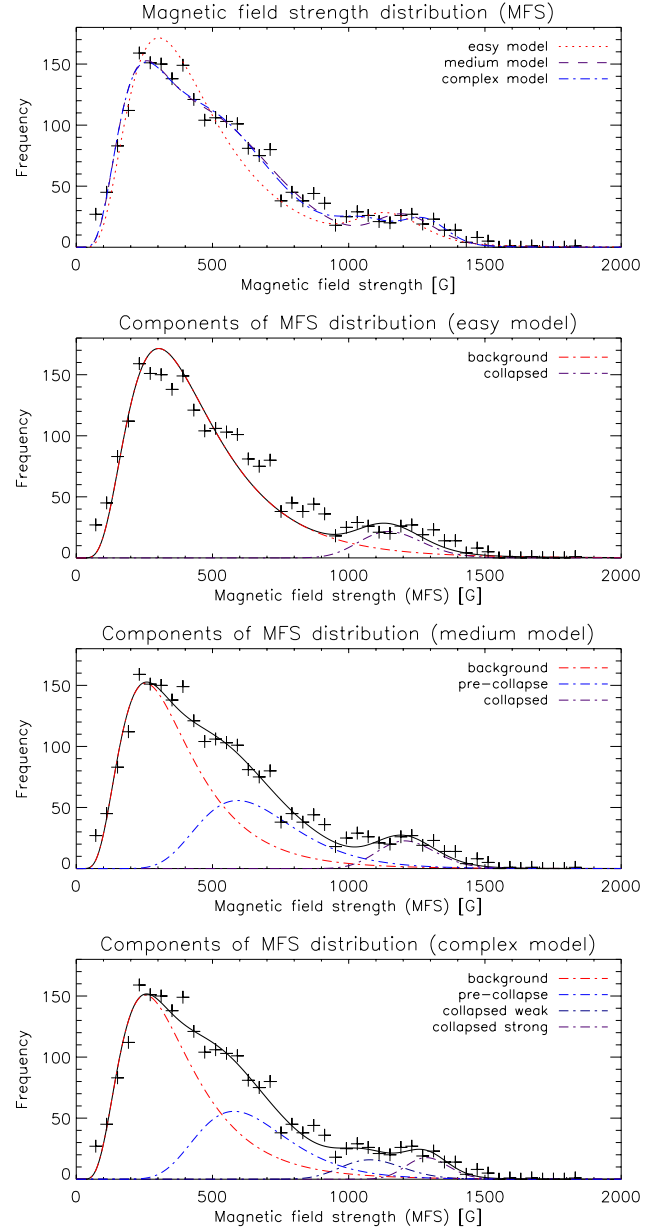 Magnetic field strength distribution (MFS)
easy model
medium model
complex model
Frequency
150
100
50
0
0
500
1000
1500
2000
Magnetic field strength [G]
Components of MFS distribution (easy model)
background
collapsed
Frequency
150
100
50
0
0
500
1000
1500
2000
Magnetic field strength (MFS) [G]
Components of MFS distribution (medium model)
background
pre-collapse
collapsed
Frequency
150
100
50
0
0
500
1000
1500
2000
Magnetic field strength (MFS) [G]
Components of MFS distribution (complex model)
background
pre-collapse
collapsed weak
collapsed strong
Frequency
150
100
50
0
0
500
1000
1500
2000
Magnetic field strength (MFS) [G]